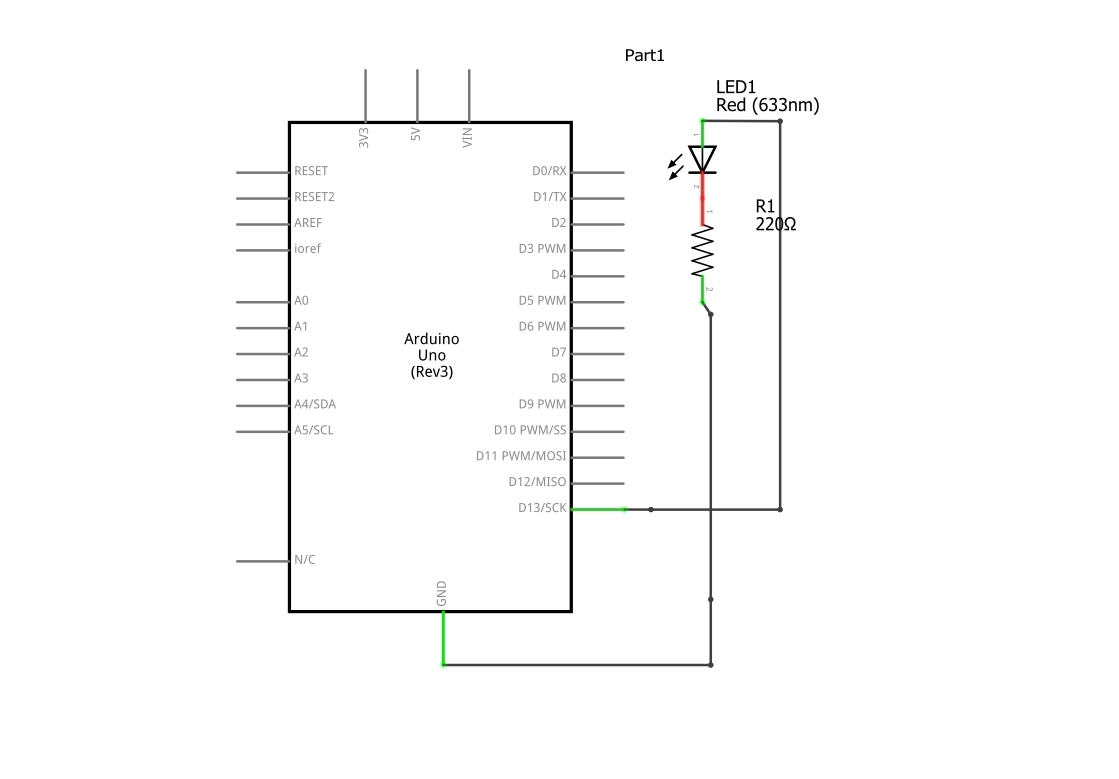 Part1
LED1
Red (633nm)
1
2
1
R1
220Ω
2
3V3
5V
VIN
RESET
RESET2
AREF
ioref
A0
A1
A2
A3
A4/SDA
A5/SCL
N/C
Arduino
Uno
(Rev3)
D0/RX
D1/TX
D2
D3 PWM
D4
D5 PWM
D6 PWM
D7
D8
D9 PWM
D10 PWM/SS
D11 PWM/MOSI
D12/MISO
D13/SCK
GND